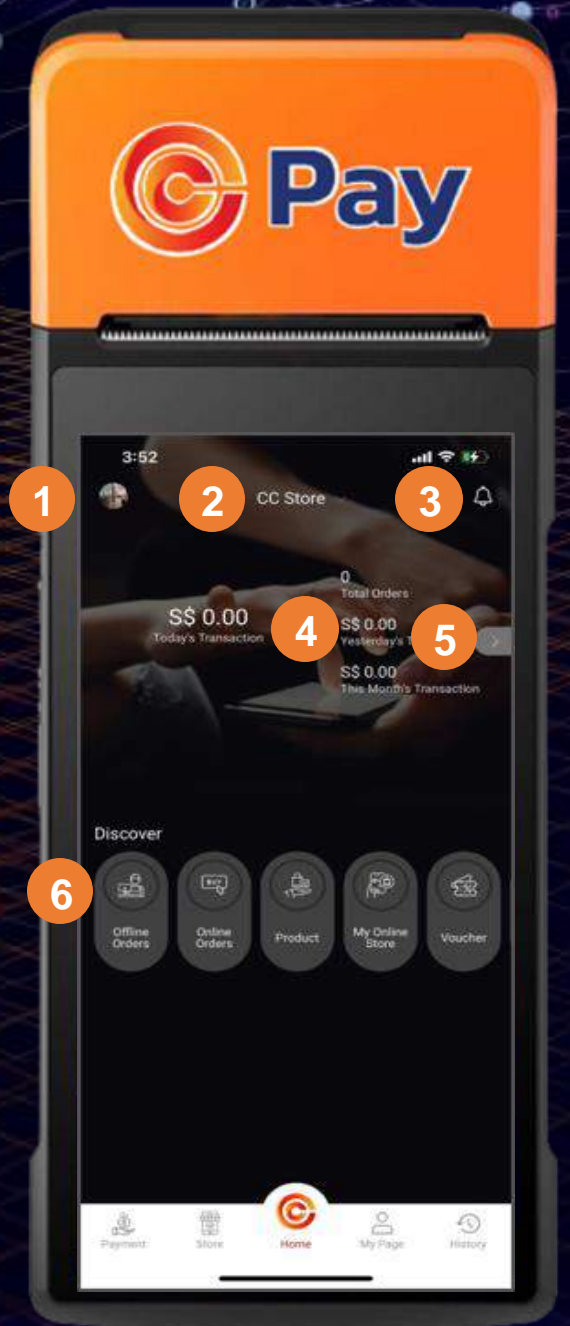 C Pay
3:52
1
2
CC Store
3
0
Total Orders
S$ 0.00
Today's Transaction
4
S$ 0.00
Yesterday's T
5
S$ 0.00
This Month's Transaction
Discover
6
Offline
Orders
BUY
Online
Orders
Product
My Online
Store
Voucher
Payment
Store
Home
My Page
History